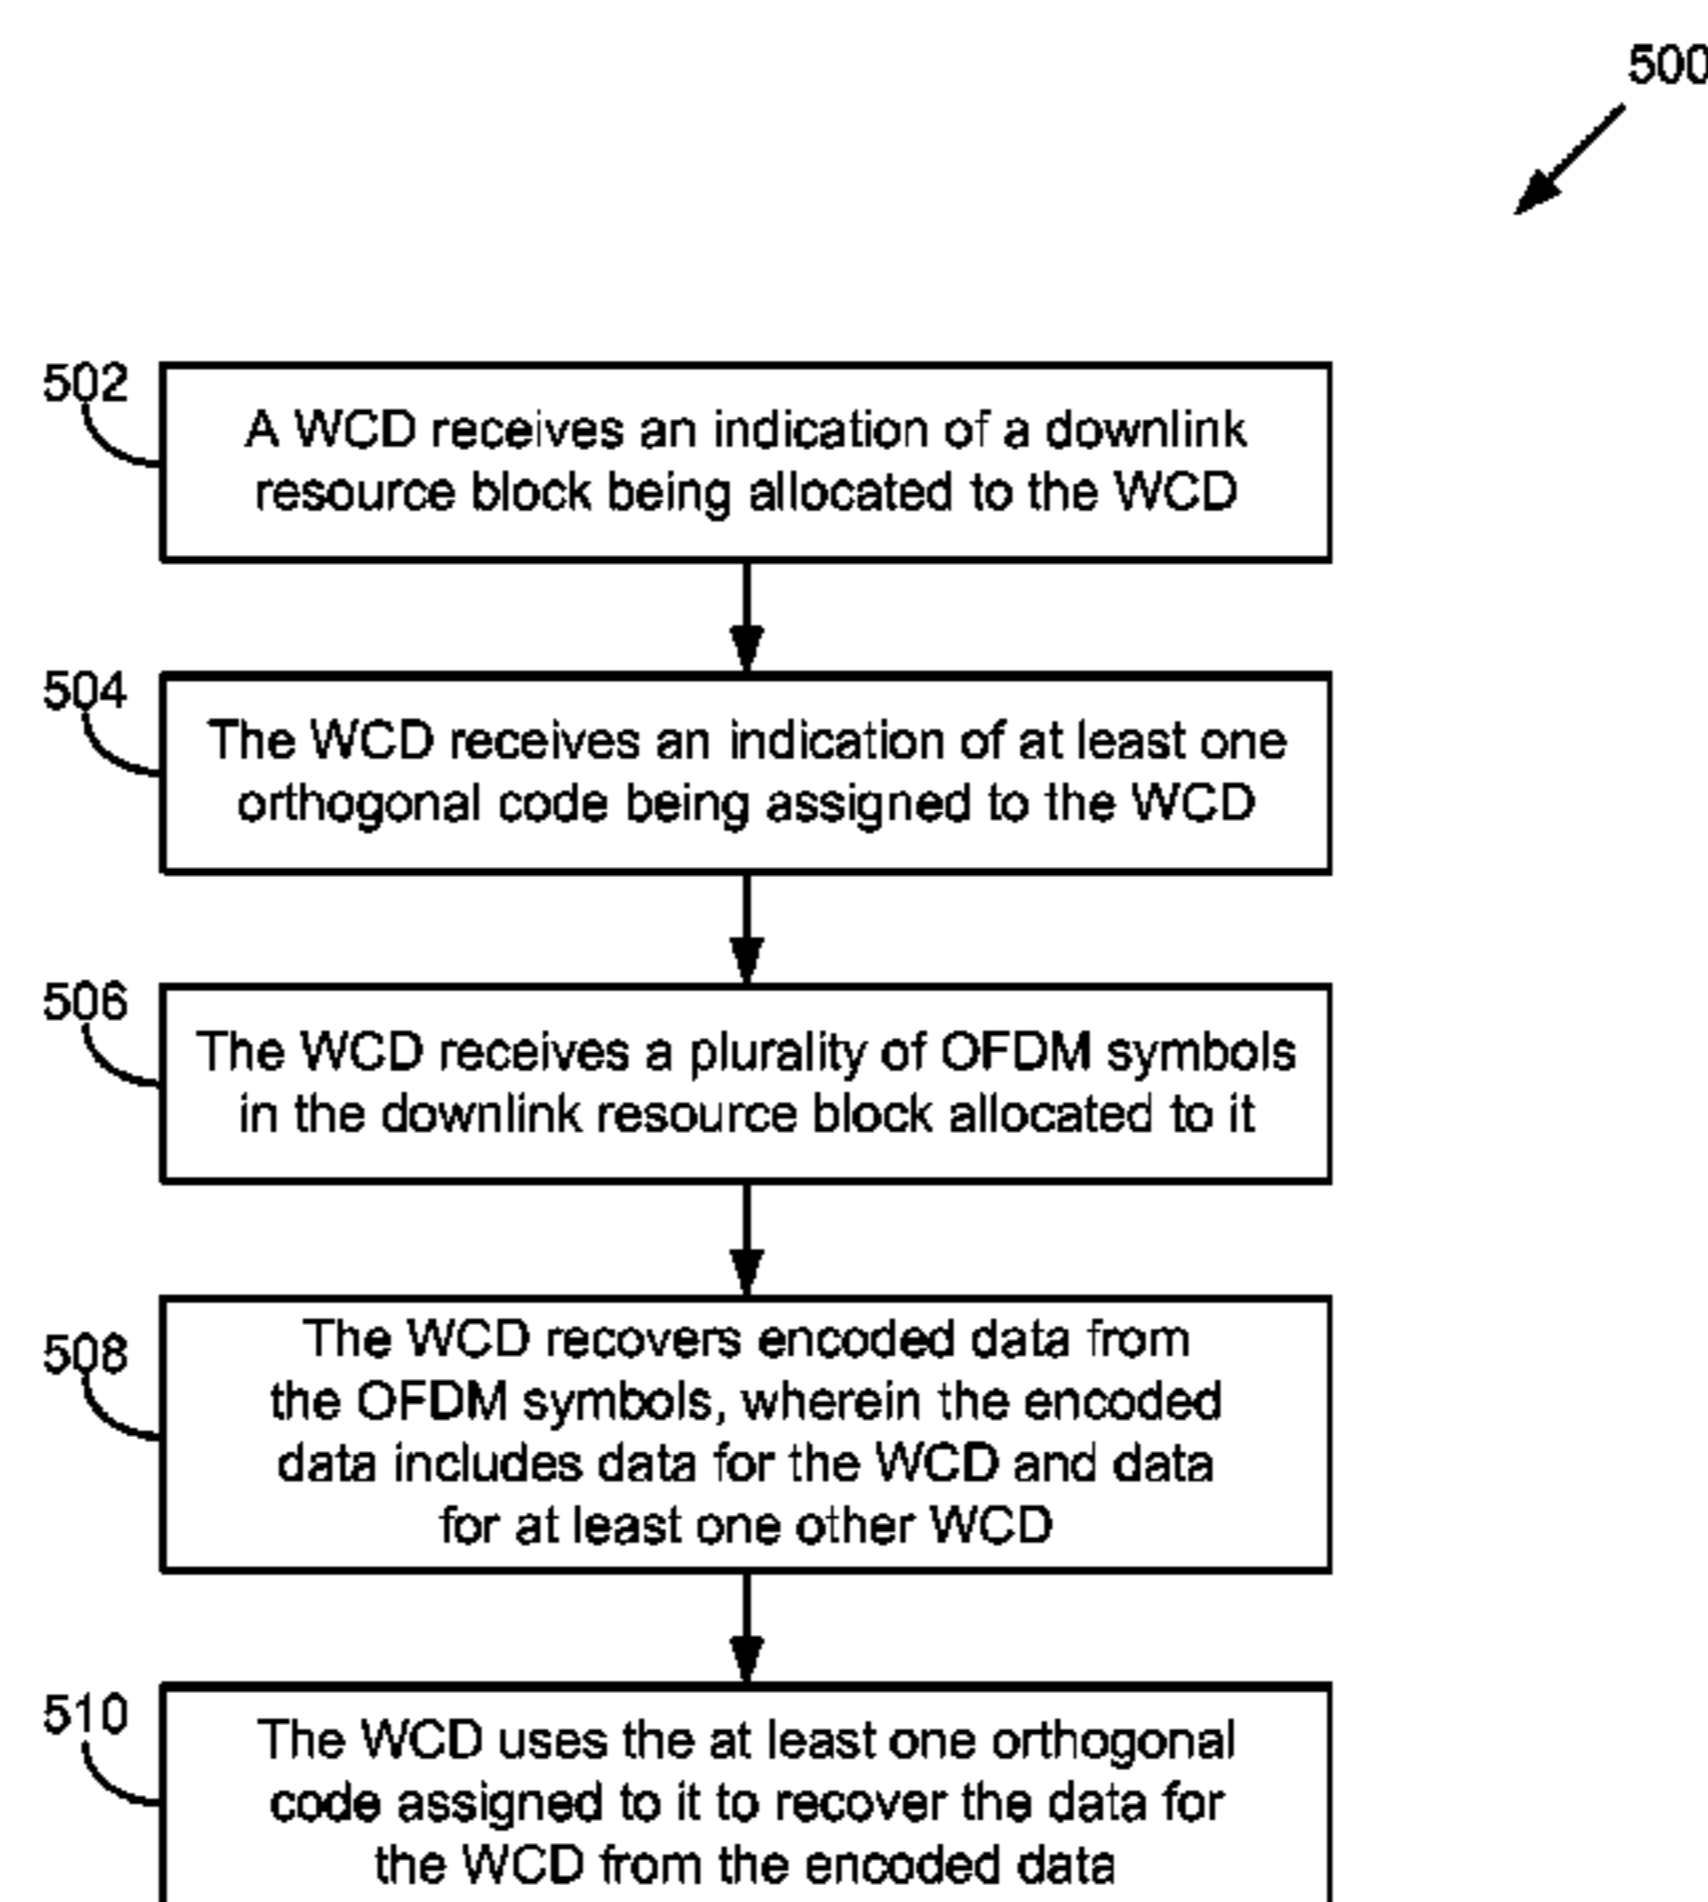 500
502
A WCD receives an indication of a downlink
resource block being allocated to the WCD
504
The WCD receives an indication of at least one
orthogonal code being assigned to the WCD
506
The WCD receives a plurality of OFDM symbols
in the downlink resource block allocated to it
508
The WCD recovers encoded data from
the OFDM symbols, wherein the encoded
data includes data for the WCD and data
for at least one other WCD
510
The WCD uses the at least one orthogonal
code assigned to it to recover the data for
the WCD from the encoded data